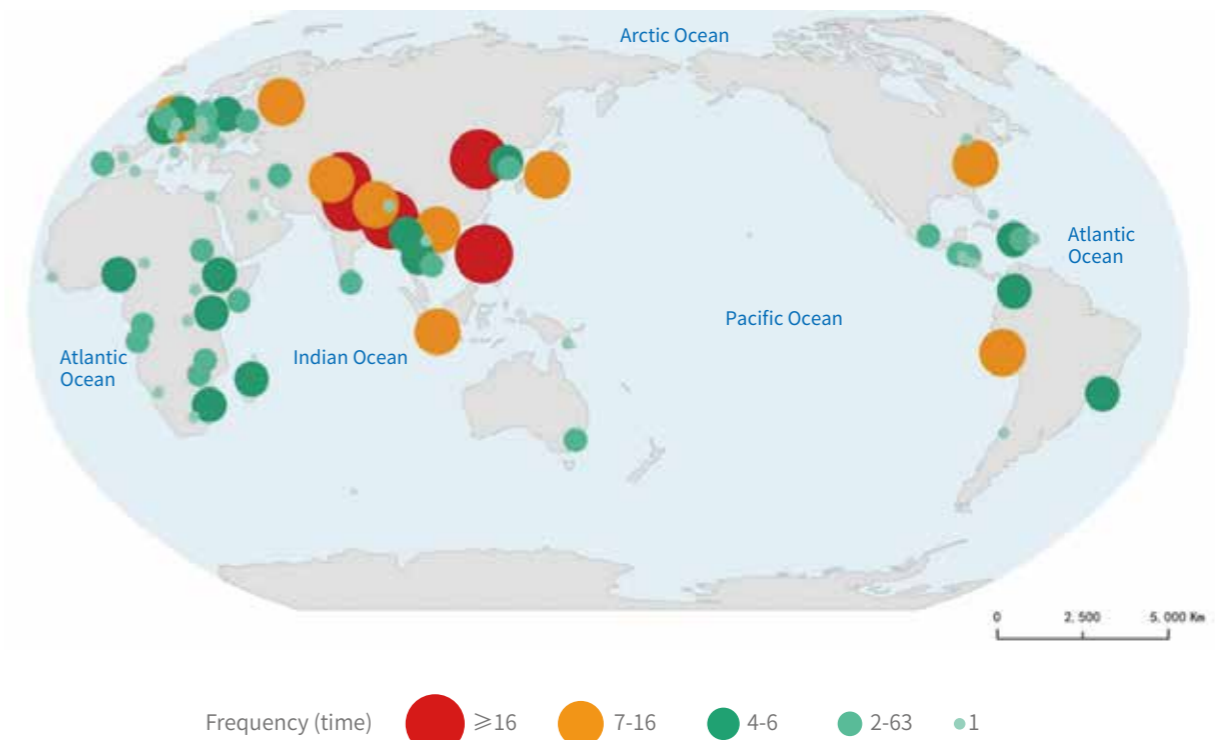 Arctic Ocean
Atlantic
Ocean
Pacific Ocean
Atlantic
Ocean
Indian Ocean
0 2,500 5,000 Km
Frequency (time) ⩾16 7-16 4-6 2-63 1